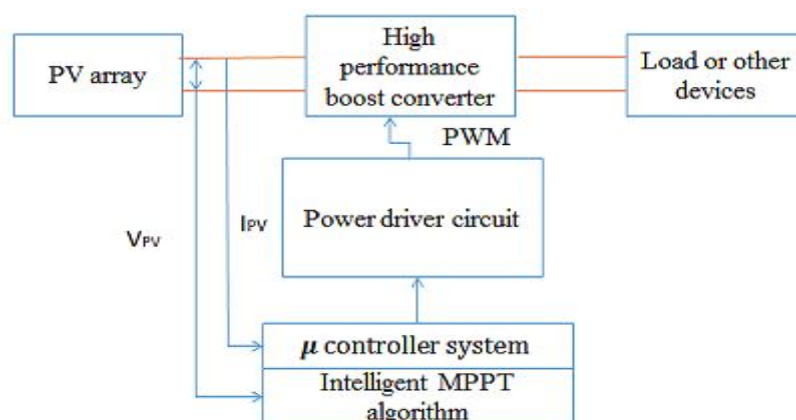 High
performance
boost converter
PV array
Load or other
devices
PWM
Power driver circuit
IPV
VPV
μ controller system
Intelligent MPPT
algorithm